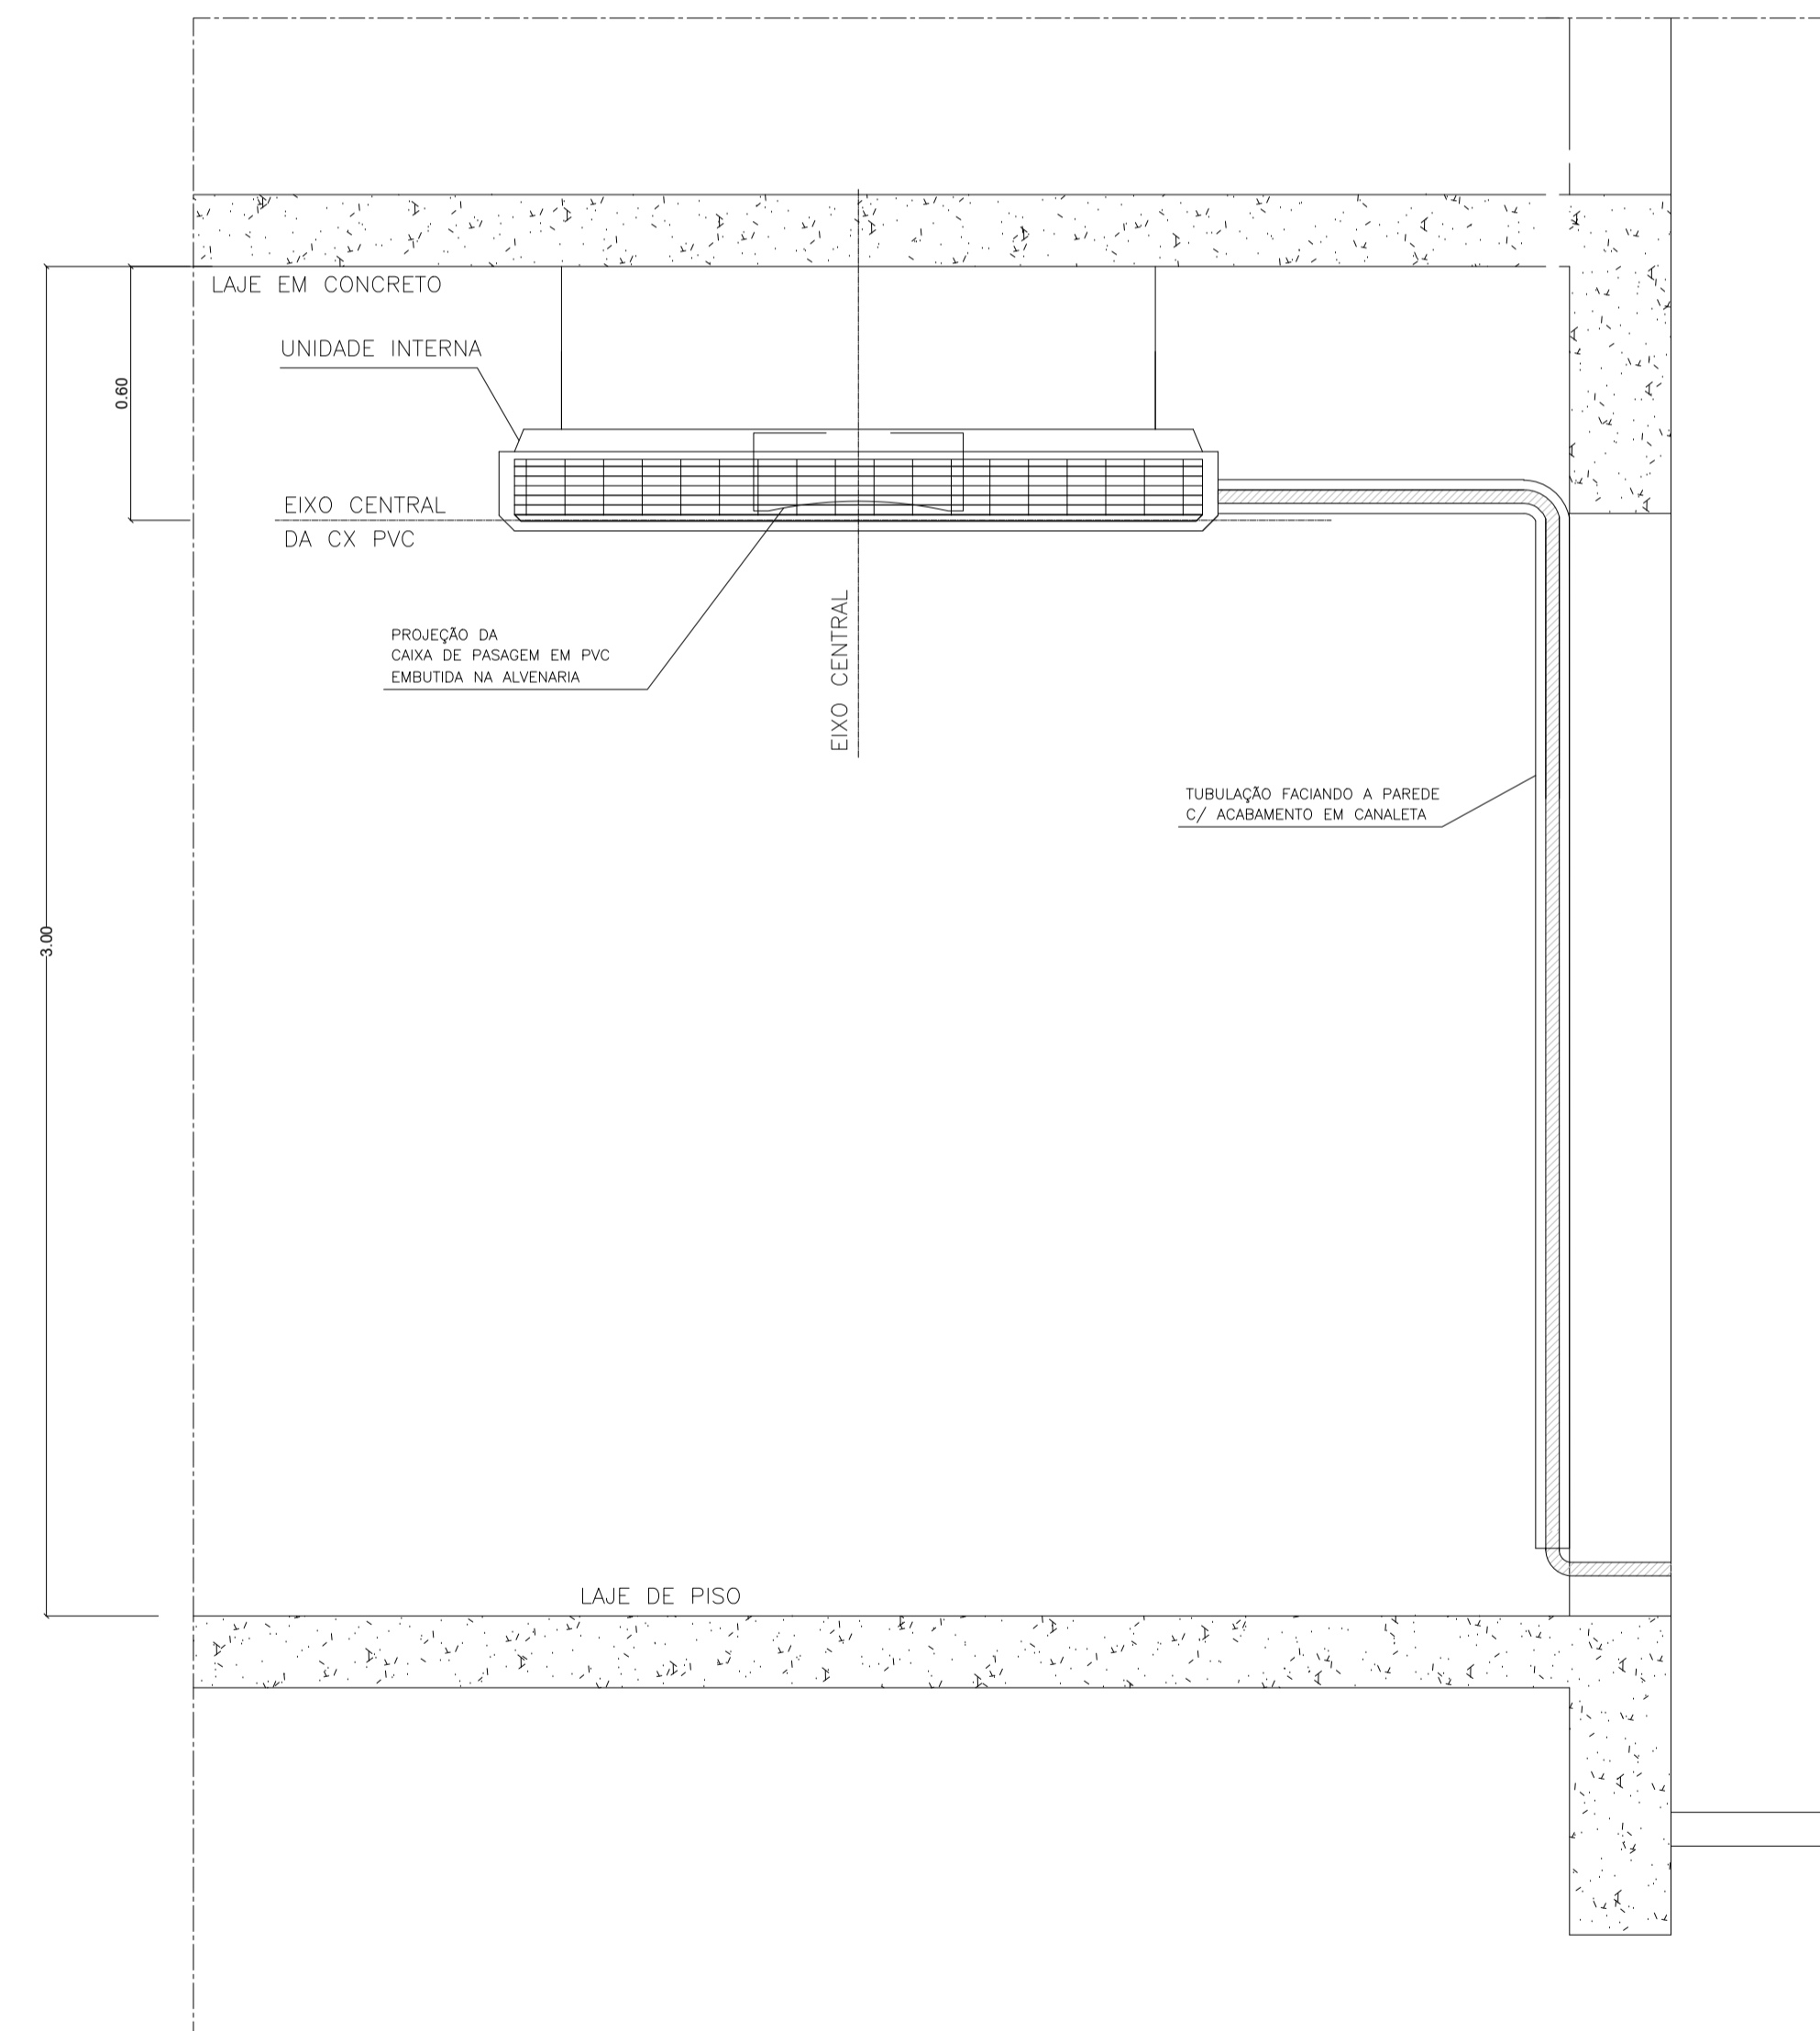 LAJE EM CONCRETO
UNIDADE INTERNA
0.60
EIXO CENTRAL
DA CX PVC
EIXO CENTRAL
PROJEÇÃO DA
CAIXA DE PASAGEM EM PVC
EMBUTIDA NA ALVENARIA
TUBULAÇÃO FACIANDO A PAREDE
C/ ACABAMENTO EM CANALETA
3.00
LAJE DE PISO